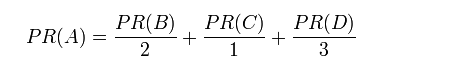 PR(A) = PR(B)/2 + PR(C)/1 + PR(D)/3